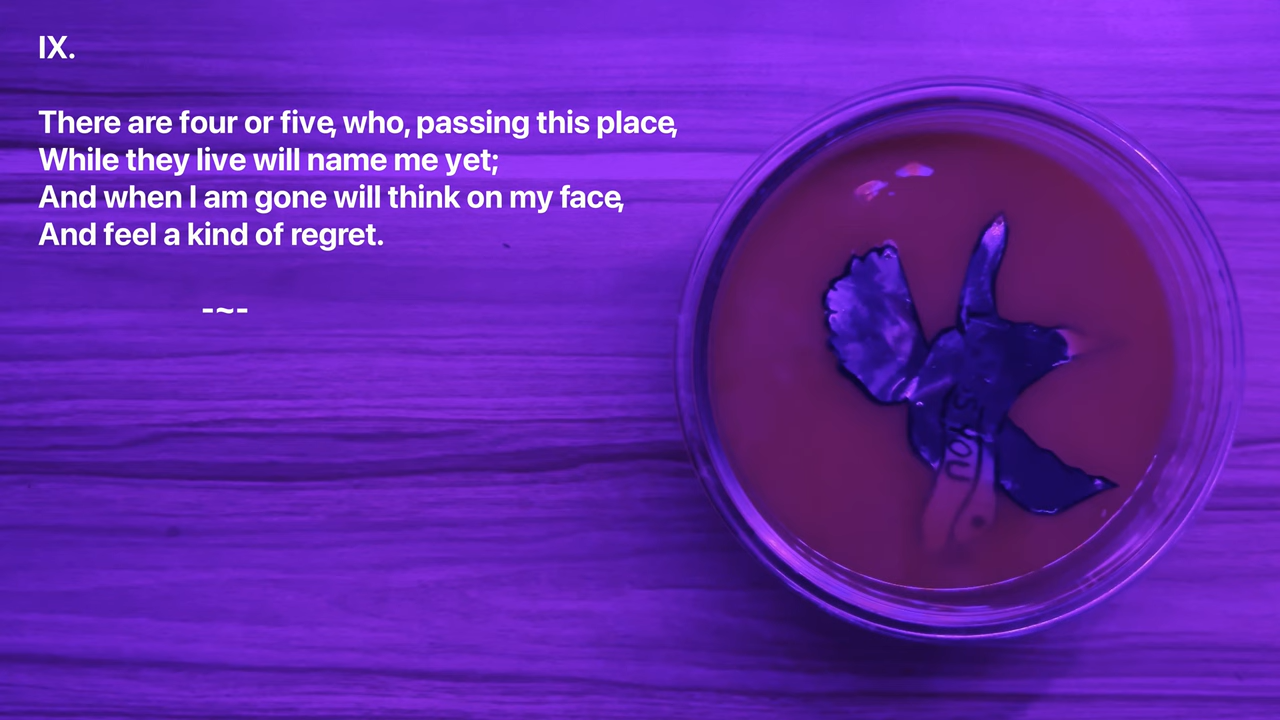 IX.
There are four or five, who, passing this place,
While they live will name me yet;
And when I am gone will think on my face,
And feel a kind of regret.
-~-
YOU